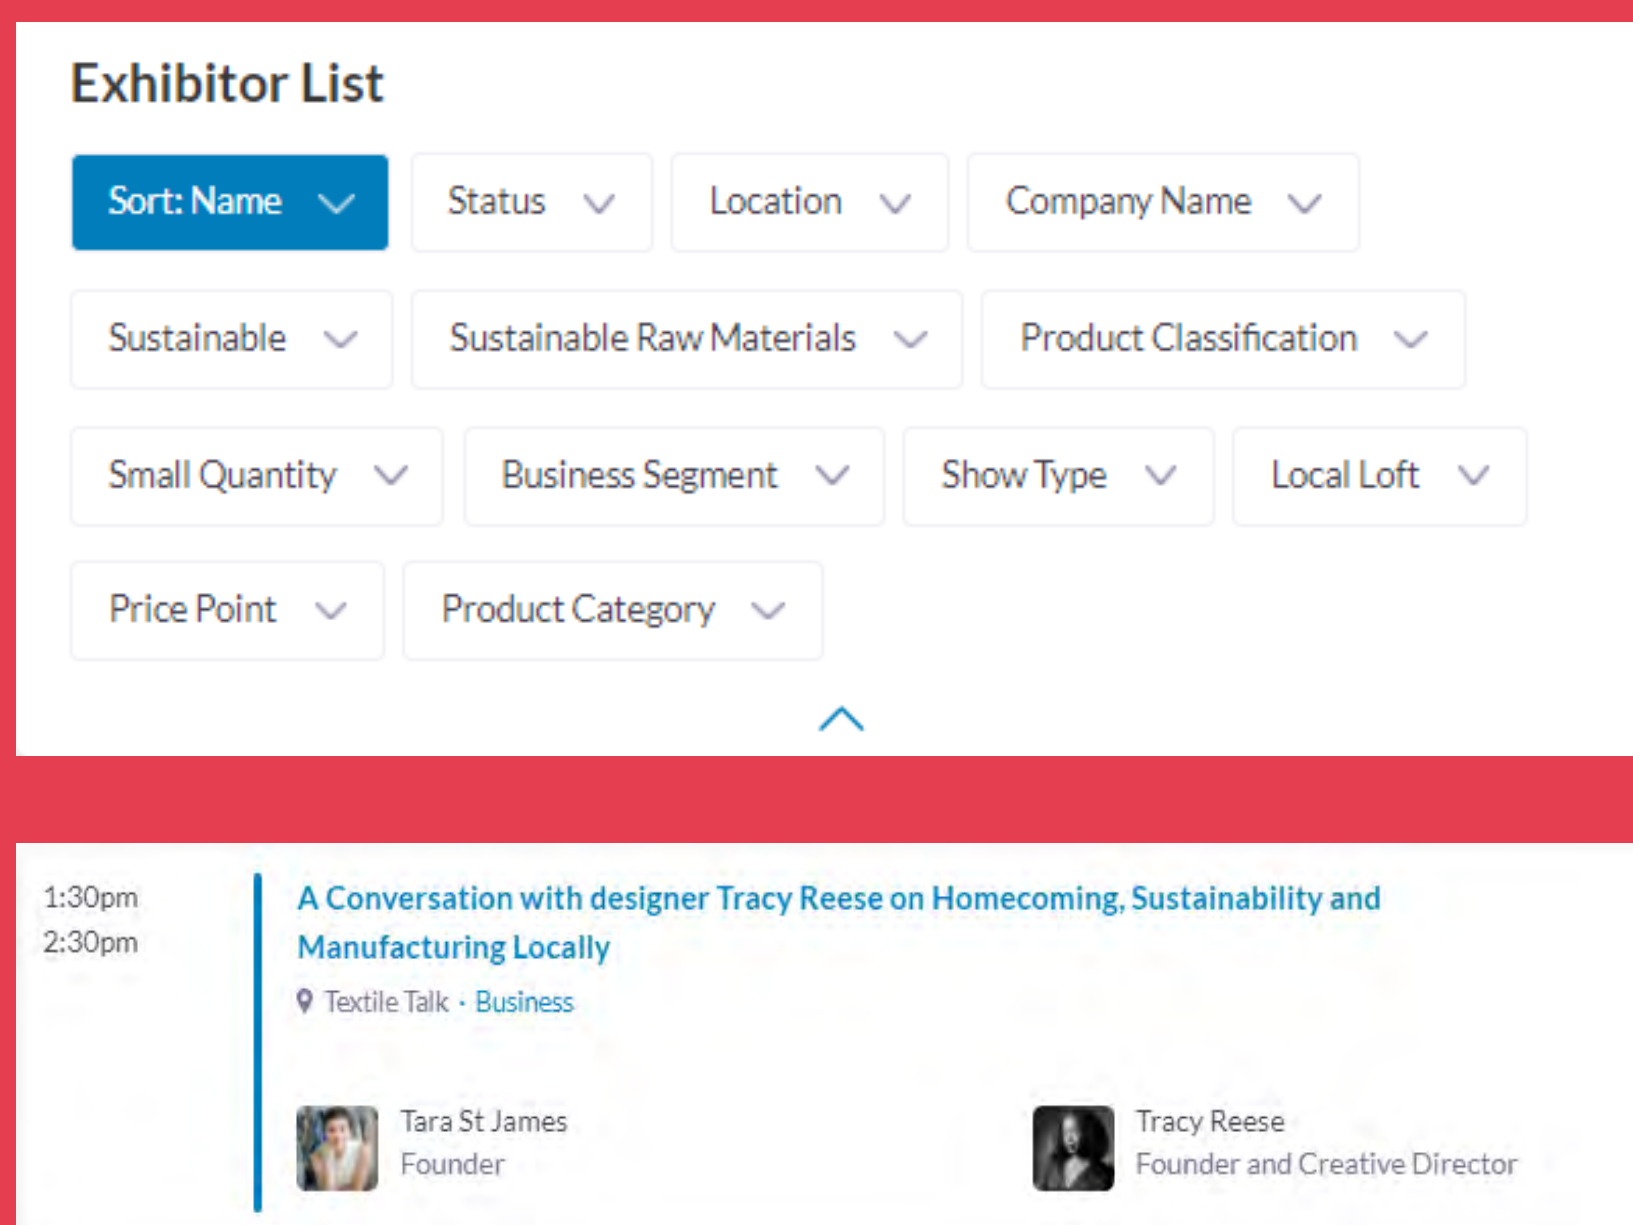 Exhibitor List
Sort: Name Status Location Company Name
Sustainable Sustainable Raw Materials Product Classification
Small Quantity Business Segment Show Type Local Loft
Price Point Product Category
1:30pm
2:30pm
A Conversation with designer Tracy Reese on Homecoming, Sustainability and
Manufacturing Locally
Textile Talk · Business
Tara St James
Founder
Tracy Reese
Founder and Creative Director